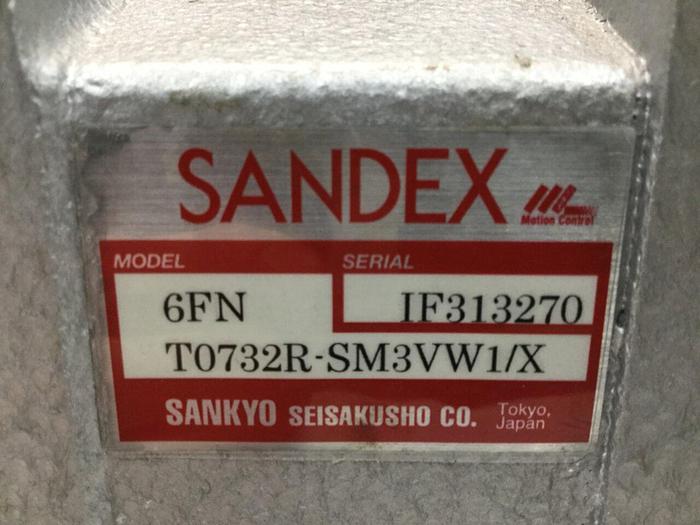 SANDEX
Motion Control
MODEL SERIAL
6FN IF313270
T0732R-SM3VW1/X
SANKYO SEISAKUSHO CO. Tokyo, Japan